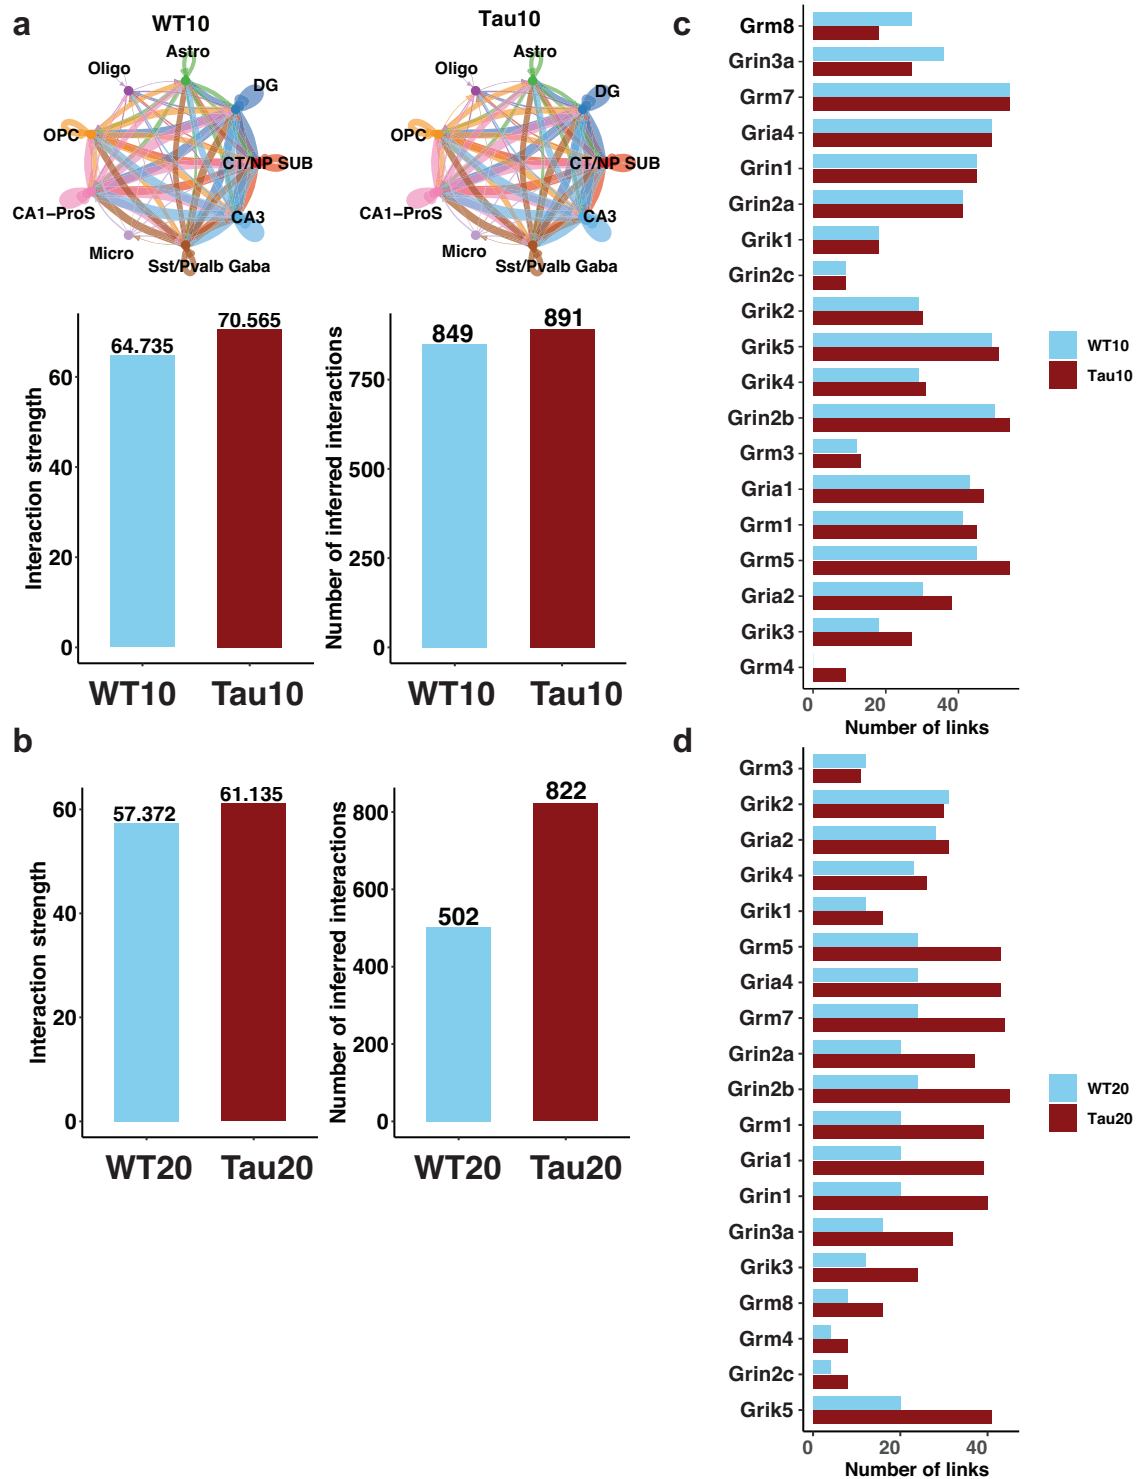 a
WT10
Tau10
Astro
Oligo
DG
OPC
CT/NP SUB
CA1–ProS
CA3
Micro
Sst/Pvalb Gaba
Astro
Oligo
DG
OPC
CT/NP SUB
CA1–ProS
CA3
Micro
Sst/Pvalb Gaba
Interaction strength
60
40
20
0
64.735
70.565
WT10
Tau10
Number of inferred interactions
750
500
250
0
849
891
WT10
Tau10
b
Interaction strength
60
40
20
0
57.372
61.135
WT20
Tau20
Number of inferred interactions
800
600
400
200
0
502
822
WT20
Tau20
c
Grm8
Grin3a
Grm7
Gria4
Grin1
Grin2a
Grik1
Grin2c
Grik2
Grik5
Grik4
Grin2b
Grm3
Gria1
Grm1
Grm5
Gria2
Grik3
Grm4
0 20 40
Number of links
WT10
Tau10
d
Grm3
Grik2
Gria2
Grik4
Grik1
Grm5
Gria4
Grm7
Grin2a
Grin2b
Grm1
Gria1
Grin1
Grin3a
Grik3
Grm8
Grm4
Grin2c
Grik5
0 20 40
Number of links
WT20
Tau20